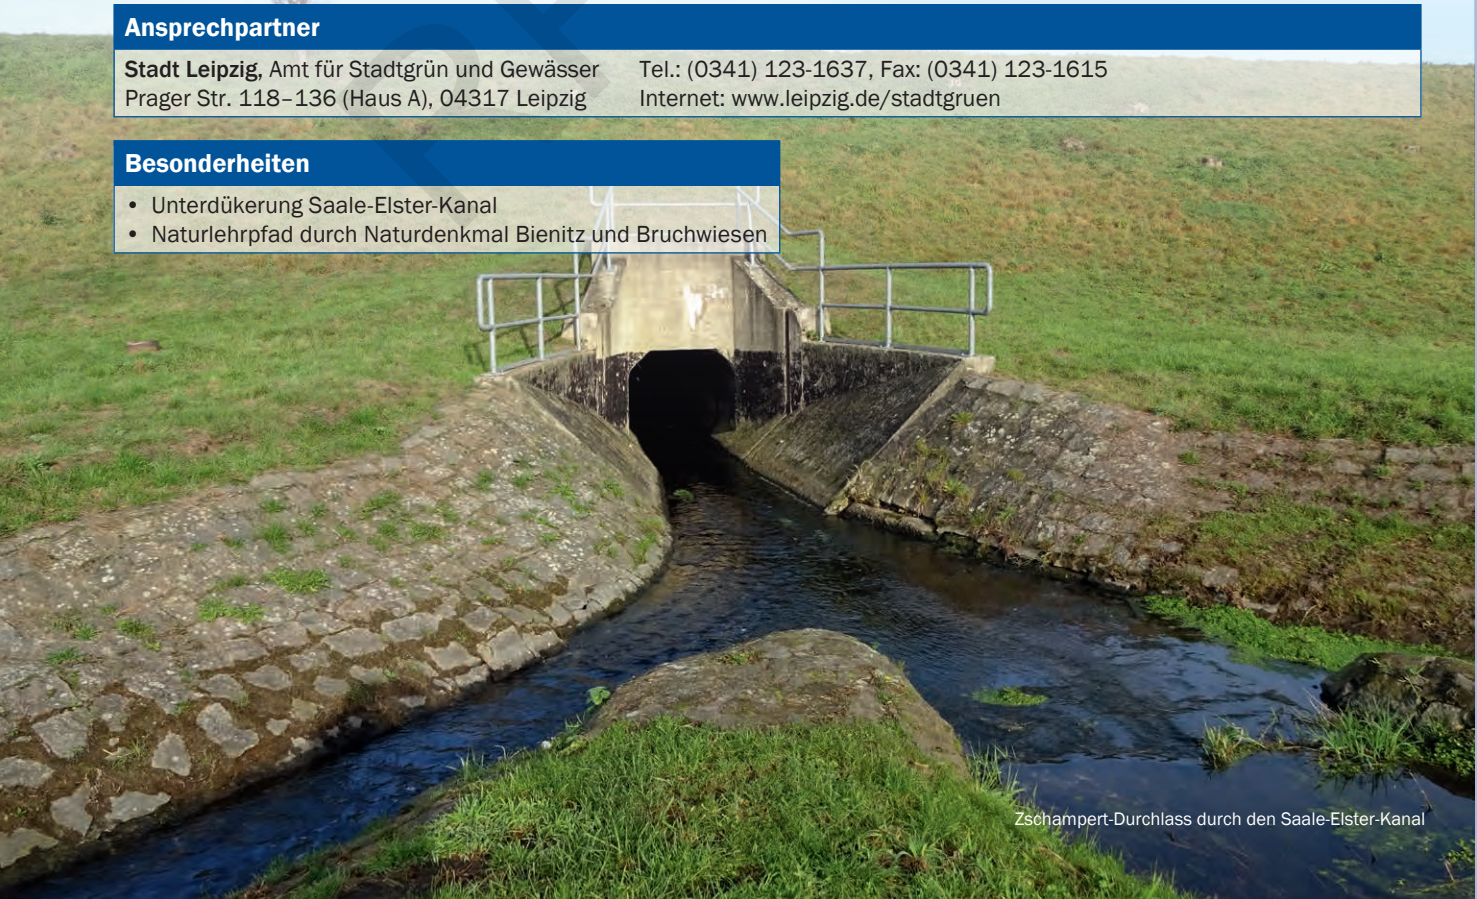 Ansprechpartner
Stadt Leipzig, Amt für Stadtgrün und Gewässer Tel.: (0341) 123-1637, Fax: (0341) 123-1615
Prager Str. 118–136 (Haus A), 04317 Leipzig Internet: www.leipzig.de/stadtgruen
Besonderheiten
• Unterdükerung Saale-Elster-Kanal
• Naturlehrpfad durch Naturdenkmal Bienitz und Bruchwiesen
Zschampert-Durchlass durch den Saale-Elster-Kanal